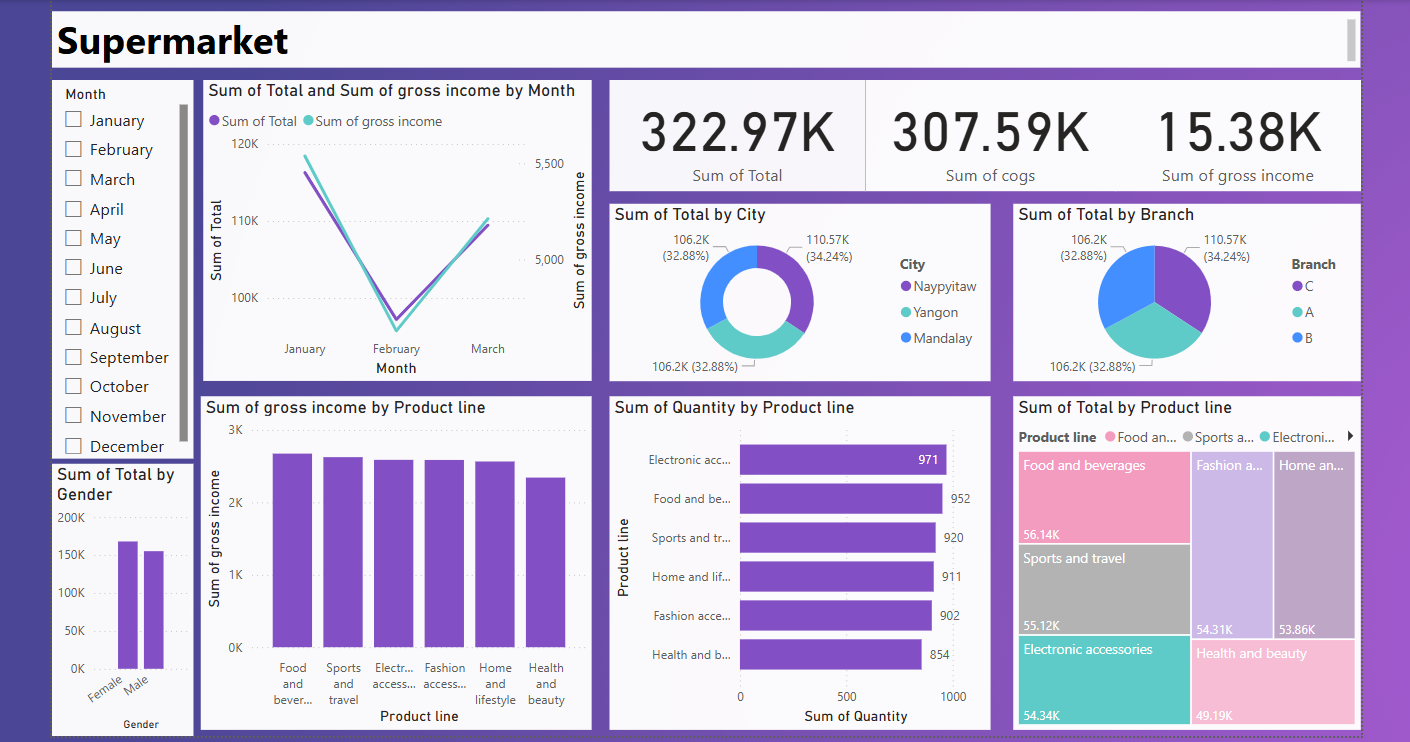 Supermarket
Month
January
February
March
April
May
June
July
August
September
October
November
December
Sum of Total and Sum of gross income by Month
Sum of Total Sum of gross income
120K
110K
100K
5,500
5,000
Sum of Total
Sum of gross income
January February March
Month
322.97K
Sum of Total
307.59K
Sum of cogs
15.38K
Sum of gross income
Sum of Total by City
106.2K
(32.88%)
110.57K
(34.24%)
106.2K (32.88%)
City
Naypyitaw
Yangon
Mandalay
Sum of Total by Branch
106.2K
(32.88%)
110.57K
(34.24%)
106.2K (32.88%)
Branch
C
A
B
Sum of Total by
Gender
200K
150K
100K
50K
0K
Female Male
Gender
Sum of gross income by Product line
3K
2K
1K
0K
Sum of gross income
Food
and
bever...
Sports
and
travel
Electr...
access...
Fashion
access...
Home
and
lifestyle
Health
and
beauty
Product line
Sum of Quantity by Product line
Product line
Electronic acc... 971
Food and be... 952
Sports and tr... 920
Home and lif... 911
Fashion acce... 902
Health and b... 854
0 500 1000
Sum of Quantity
Sum of Total by Product line
Product line Food an... Sports a... Electroni...
Food and beverages
56.14K
Sports and travel
55.12K
Electronic accessories
54.34K
Fashion a...
54.31K
Home an...
53.86K
Health and beauty
49.19K